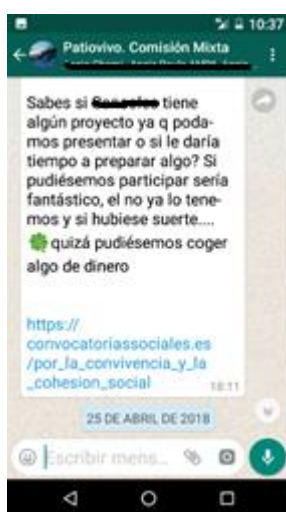 10:37
Patiovivo. Comisión Mixta
Sabes si tiene
algún proyecto ya q poda-
mos presentar o si le daría
tiempo a preparar algo? Si
pudiésemos participar sería
fantástico, el no ya lo tene-
mos y si hubiese suerte....
quizá pudiésemos coger
algo de dinero
https://
convocatoriassociales.es
/por_la_convivencia_y_la
_cohesion_social
18:11
25 DE ABRIL DE 2018
Escribir mens...